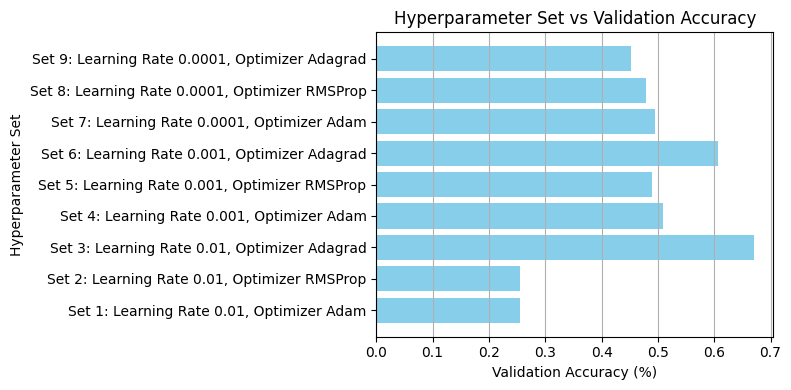 Hyperparameter Set vs Validation Accuracy
Hyperparameter Set
Set 9: Learning Rate 0.0001, Optimizer Adagrad
Set 8: Learning Rate 0.0001, Optimizer RMSProp
Set 7: Learning Rate 0.0001, Optimizer Adam
Set 6: Learning Rate 0.001, Optimizer Adagrad
Set 5: Learning Rate 0.001, Optimizer RMSProp
Set 4: Learning Rate 0.001, Optimizer Adam
Set 3: Learning Rate 0.01, Optimizer Adagrad
Set 2: Learning Rate 0.01, Optimizer RMSProp
Set 1: Learning Rate 0.01, Optimizer Adam
0.0 0.1 0.2 0.3 0.4 0.5 0.6 0.7
Validation Accuracy (%)